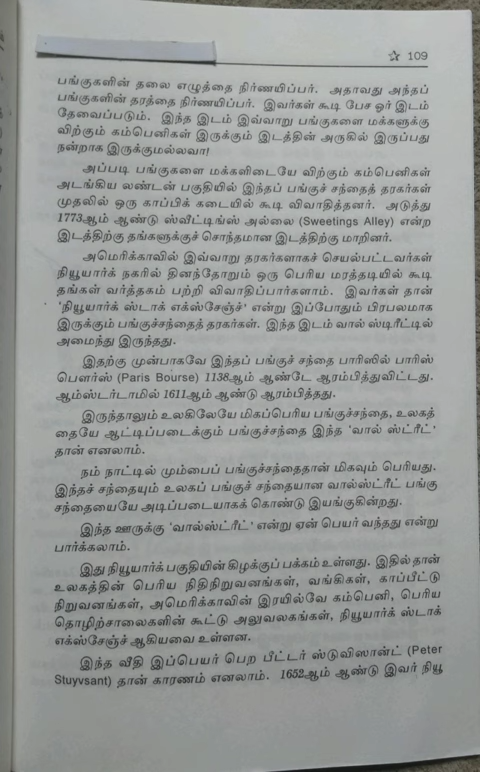 ☆ 109
பங்குகளின் தலை எழுத்தை நிர்ணயிப்பர். அதாவது அந்தப்
பங்குகளின் தரத்தை நிர்ணயிப்பர். இவர்கள் கூடி பேச ஓர் இடம்
தேவைப்படும். இந்த இடம் இவ்வாறு பங்குகளை மக்களுக்கு
விற்கும் கம்பெனிகள் இருக்கும் இடத்தின் அருகில் இருப்பது
நன்றாக இருக்குமல்லவா!
அப்படி பங்குகளை மக்களிடையே விற்கும் கம்பெனிகள்
அடங்கிய லண்டன் பகுதியில் இந்தப் பங்குச் சந்தைத் தரகர்கள்
முதலில் ஒரு காப்பிக் கடையில் கூடி விவாதித்தனர். அடுத்து
1773ஆம் ஆண்டு ஸ்வீட்டிங்ஸ் அல்லை (Sweetings Alley) என்ற
இடத்திற்கு தங்களுக்குச் சொந்தமான இடத்திற்கு மாறினர்.
அமெரிக்காவில் இவ்வாறு தரகர்களாகச் செயல்பட்டவர்கள்
நியூயார்க் நகரில் தினந்தோறும் ஒரு பெரிய மரத்தடியில் கூடி
தங்கள் வர்த்தகம் பற்றி விவாதிப்பார்களாம். இவர்கள் தான்
'நியூயார்க் ஸ்டாக் எக்ஸ்சேஞ்ச்' என்று இப்போதும் பிரபலமாக
இருக்கும் பங்குச்சந்தைத் தரகர்கள். இந்த இடம் வால் ஸ்டிரீட்டில்
அமைந்து இருந்தது.
இதற்கு முன்பாகவே இந்தப் பங்குச் சந்தை பாரிஸில் பாரிஸ்
பௌர்ஸ் (Paris Bourse) 1138ஆம் ஆண்டே ஆரம்பித்துவிட்டது.
ஆம்ஸ்டர்டாமில் 1611ஆம் ஆண்டு ஆரம்பித்தது.
இருந்தாலும் உலகிலேயே மிகப்பெரிய பங்குச்சந்தை, உலகத்
தையே ஆட்டிப்படைக்கும் பங்குச்சந்தை இந்த 'வால் ஸ்ட்ரீட்'
தான் எனலாம்.
நம் நாட்டில் மும்பைப் பங்குச்சந்தைதான் மிகவும் பெரியது.
இந்தச் சந்தையும் உலகப் பங்குச் சந்தையான வால்ஸ்ட்ரீட் பங்கு
சந்தையையே அடிப்படையாகக் கொண்டு இயங்குகின்றது.
இந்த ஊருக்கு 'வால்ஸ்ட்ரீட்' என்று ஏன் பெயர் வந்தது என்று
பார்க்கலாம்.
இது நியூயார்க் பகுதியின் கிழக்குப் பக்கம் உள்ளது. இதில் தான்
உலகத்தின் பெரிய நிதிநிறுவனங்கள், வங்கிகள், காப்பீட்டு
நிறுவனங்கள், அமெரிக்காவின் இரயில்வே கம்பெனி, பெரிய
தொழிற்சாலைகளின் கூட்டு அலுவலகங்கள், நியூயார்க் ஸ்டாக்
எக்ஸ்சேஞ்ச் ஆகியவை உள்ளன.
இந்த வீதி இப்பெயர் பெற பீட்டர் ஸ்டுவிஸாண்ட் (Peter
Stuyvsant) தான் காரணம் எனலாம். 1652ஆம் ஆண்டு இவர் நியூ